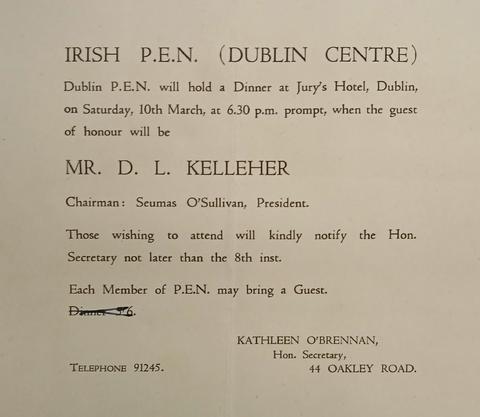 IRISH P.E.N. (DUBLIN CENTRE)
Dublin P.E.N. will hold a Dinner at Jury's Hotel, Dublin,
on Saturday, 10th March, at 6.30 p.m. prompt, when the guest
of honour will be
MR. D. L. KELLEHER
Chairman: Seumas O'Sullivan, President.
Those wishing to attend will kindly notify the Hon.
Secretary not later than the 8th inst.
Each Member of P.E.N. may bring a Guest.
Dinner
KATHLEEN O'BRENNAN,
Hon. Secretary,
TELEPHONE 91245. 44 OAKLEY ROAD.